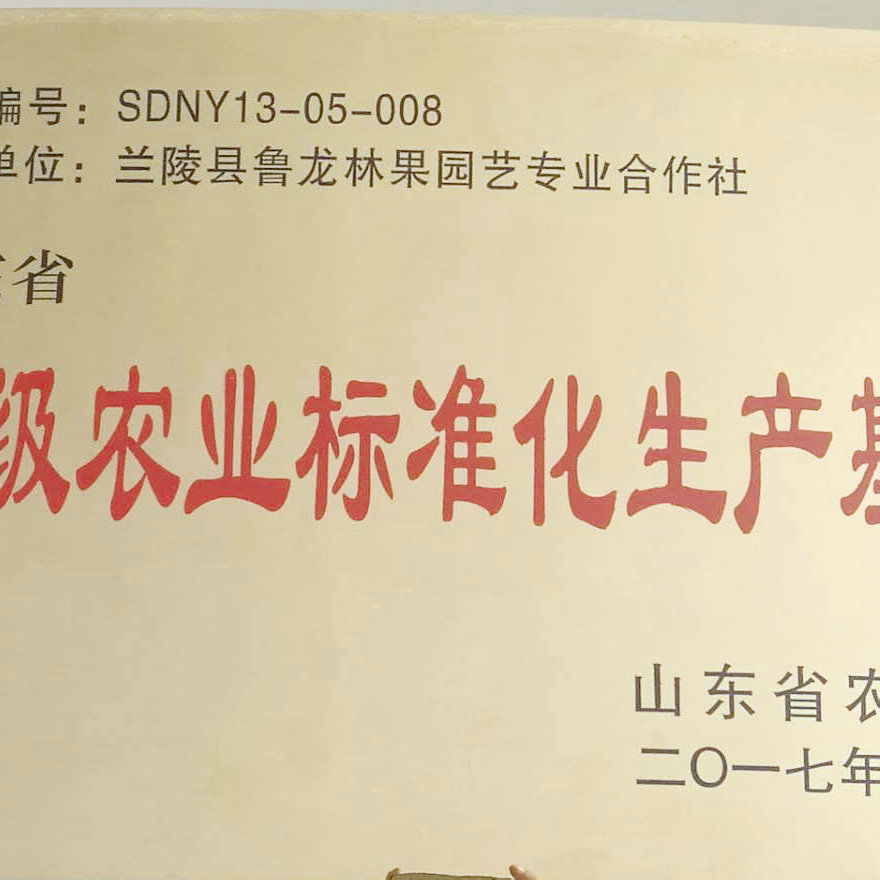 编号：SDNY13-05-008
单位：兰陵县鲁龙林果园艺专业合作社
省
级农业标准化生产基
山东省农
二〇一七年